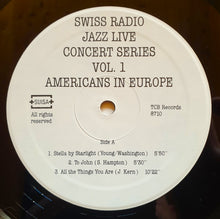 SWISS RADIO
JAZZ LIVE
CONCERT SERIES
VOL. 1
AMERICANS IN EUROPE
SUISA
All rights
reserved
TCB Records
8710
Side A
1. Stella by Starlight (Young/Washington) 5'50"
2. To John (S. Hampton) 5'30"
3. All the Things You Are (J. Kern) 10'22"